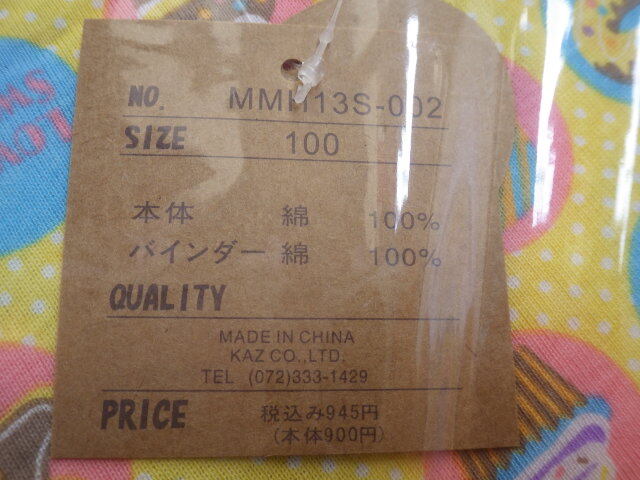 NO. MMH13S-002
SIZE 100
本体 綿 100%
バインダー 綿 100%
QUALITY
MADE IN CHINA
KAZ CO.,LTD.
TEL (072)333-1429
PRICE 税込み945円
(本体900円)